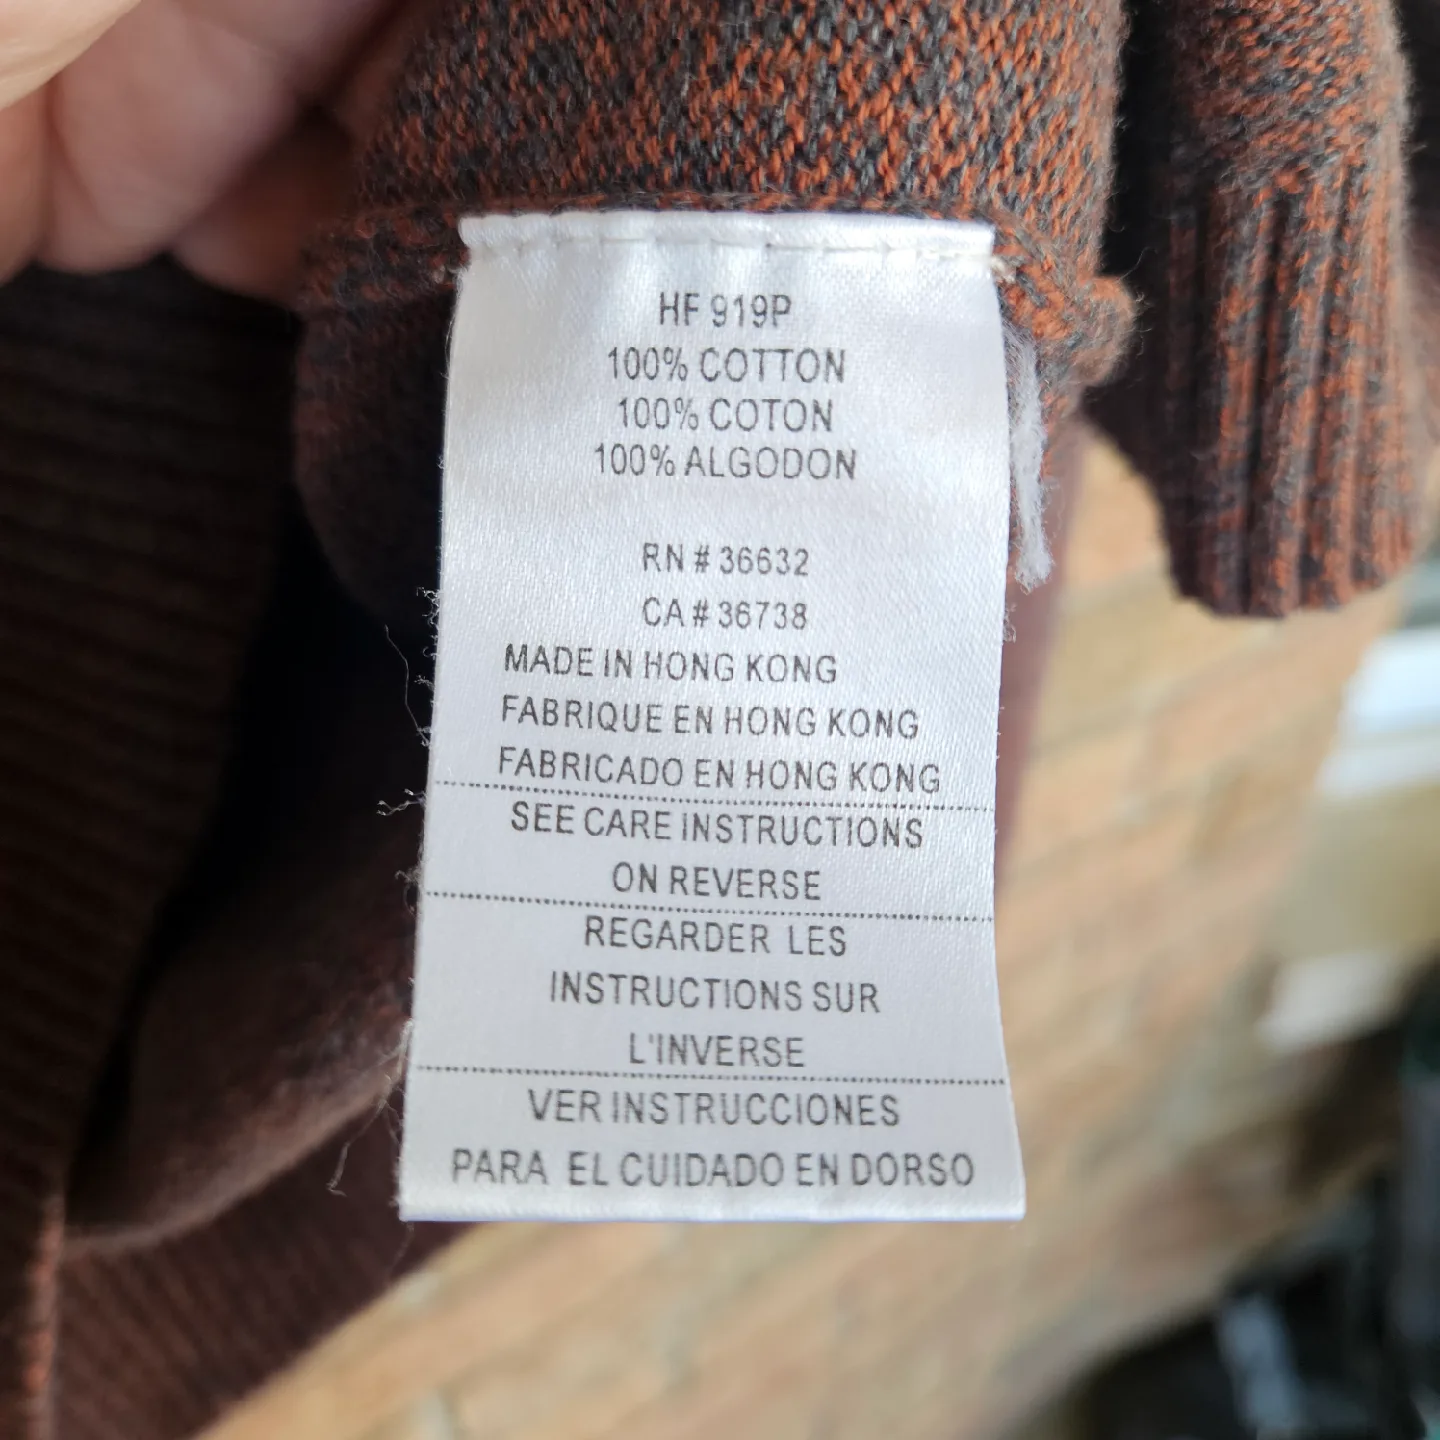 HF 919P
100% COTTON
100% COTON
100% ALGODON
RN # 36632
CA # 36738
MADE IN HONG KONG
FABRIQUE EN HONG KONG
FABRICADO EN HONG KONG
SEE CARE INSTRUCTIONS
ON REVERSE
REGARDER LES
INSTRUCTIONS SUR
L'INVERSE
VER INSTRUCCIONES
PARA EL CUIDADO EN DORSO